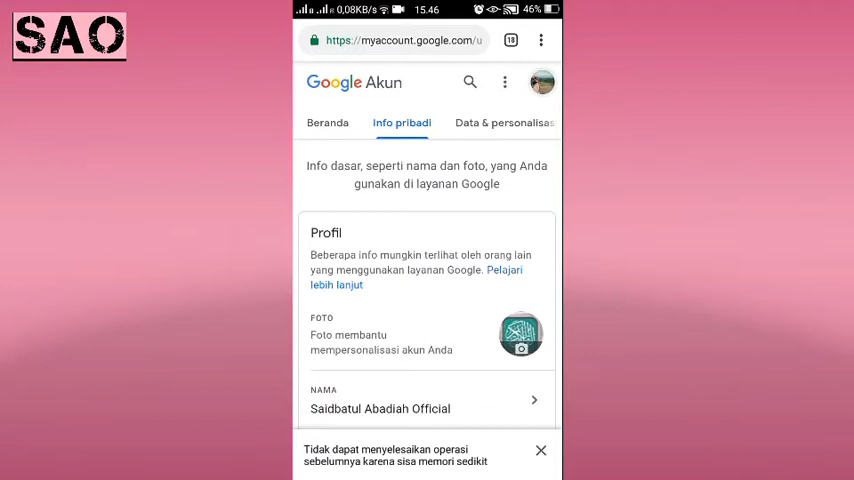 SAO
0,08KB/s 15.46 46%
https://myaccount.google.com/u 18
Google Akun
Beranda Info pribadi Data & personalisas
Info dasar, seperti nama dan foto, yang Anda
gunakan di layanan Google
Profil
Beberapa info mungkin terlihat oleh orang lain
yang menggunakan layanan Google. Pelajari
lebih lanjut
FOTO
Foto membantu
mempersonalisasi akun Anda
NAMA
Saidbatul Abadiah Official
Tidak dapat menyelesaikan operasi
sebelumnya karena sisa memori sedikit